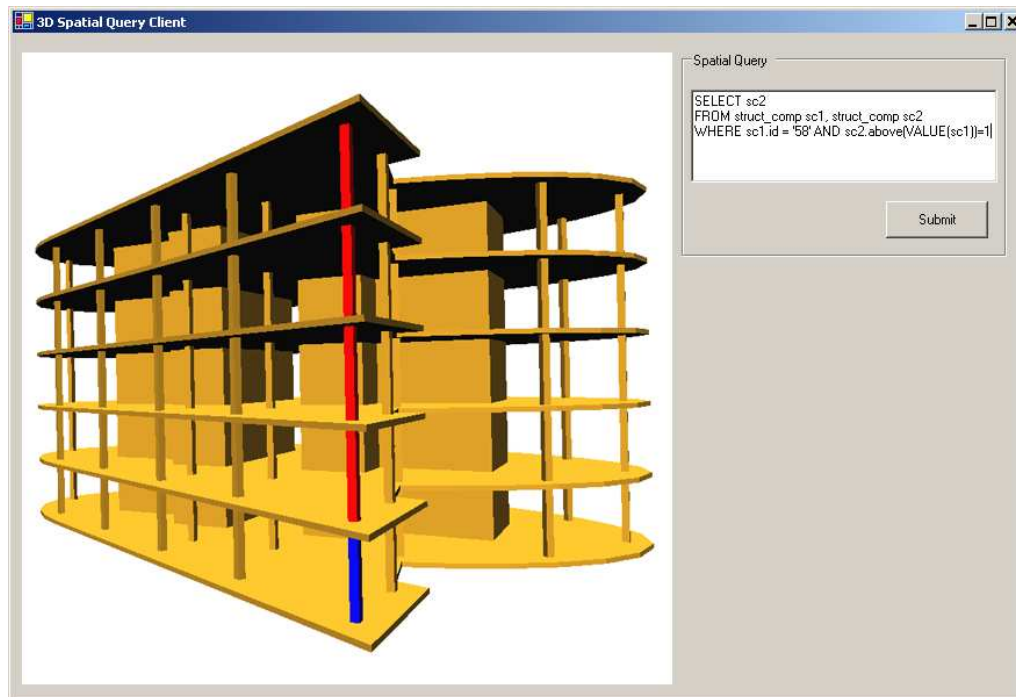 3D Spatial Query Client
Spatial Query
SELECT sc2
FROM struct_comp sc1, struct_comp sc2
WHERE sc1.id = '58' AND sc2.above(VALUE(sc1))=1
Submit